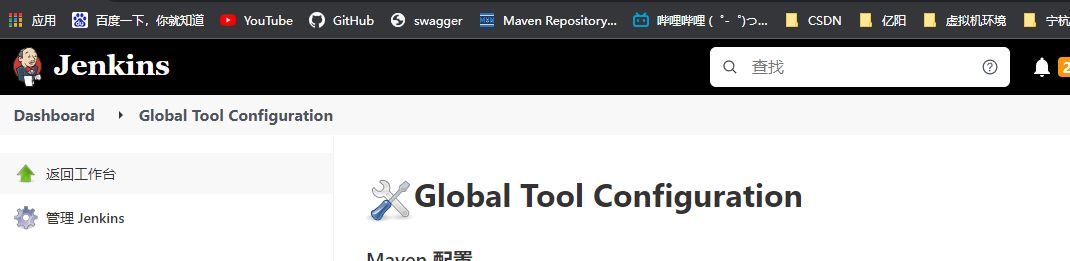 应用 百度一下，你就知道 YouTube GitHub swagger Maven Repository... 哔哩哔哩 ( ゜- ゜)つ... CSDN 亿阳 虚拟机环境 宁杭
Jenkins 查找 2
Dashboard Global Tool Configuration
返回工作台
管理 Jenkins
Global Tool Configuration
Maven 配置